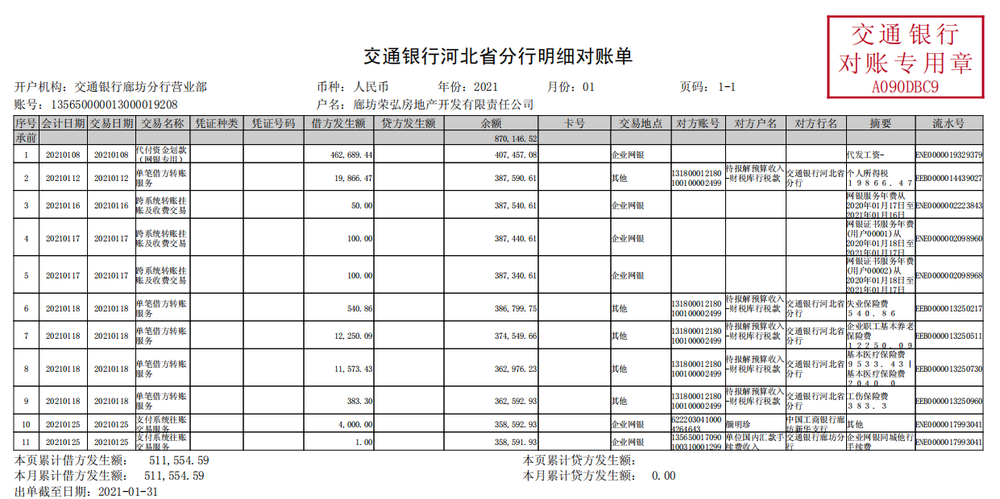 交通银行
对账专用章
A090DBC9
交通银行河北省分行明细对账单
开户机构：交通银行廊坊分行营业部 币种：人民币 年份：2021 月份：01 页码：1-1
账号：135650000013000019208 户名：廊坊荣弘房地产开发有限责任公司
序号 会计日期 交易日期 交易名称 凭证种类 凭证号码 借方发生额 贷方发生额 余额 卡号 交易地点 对方账号 对方户名 对方行名 摘要 流水号
承前 870,146.52
1 20210108 20210108 代付资金划款（网银专用） 462,689.44 407,457.08 企业网银 代发工资- ENE0000019329379
2 20210112 20210112 单笔借方转账服务 19,866.47 387,590.61 其他 131800012180100100002499 待报解预算收入-财税库行税款 交通银行河北省分行 个人所得税 19866.47 EEB0000014439027
3 20210116 20210116 跨系统转账挂账及收费交易 50.00 387,540.61 企业网银 网银服务年费从2020年01月17日至2021年01月16日 ENE0000002223843
4 20210117 20210117 跨系统转账挂账及收费交易 100.00 387,440.61 企业网银 网银证书服务年费(用户00001)从2020年01月18日至2021年01月17日 ENE0000002098960
5 20210117 20210117 跨系统转账挂账及收费交易 100.00 387,340.61 企业网银 网银证书服务年费(用户00002)从2020年01月18日至2021年01月17日 ENE0000002098968
6 20210118 20210118 单笔借方转账服务 540.86 386,799.75 其他 131800012180100100002499 待报解预算收入-财税库行税款 交通银行河北省分行 失业保险费 540.86 EEB0000013250217
7 20210118 20210118 单笔借方转账服务 12,250.09 374,549.66 其他 131800012180100100002499 待报解预算收入-财税库行税款 交通银行河北省分行 企业职工基本养老保险费 12250.09 EEB0000013250511
8 20210118 20210118 单笔借方转账服务 11,573.43 362,976.23 其他 131800012180100100002499 待报解预算收入-财税库行税款 交通银行河北省分行 基本医疗保险费 9533.43|基本医疗保险费 2040.0 EEB0000013250730
9 20210118 20210118 单笔借方转账服务 383.30 362,592.93 其他 131800012180100100002499 待报解预算收入-财税库行税款 交通银行河北省分行 工伤保险费 383.3 EEB0000013250960
10 20210125 20210125 支付系统往账交易服务 4,000.00 358,592.93 企业网银 6222030410004264643 颜明珍 中国工商银行廊坊新华支行 其他 ENE0000017993041
11 20210125 20210125 支付系统往账交易服务 1.00 358,591.93 企业网银 135650017090100310001299 单位国内汇款手续费收入 交通银行廊坊分行 企业网银同城他行手续费 ENE0000017993041
本页累计借方发生额： 511,554.59 本页累计贷方发生额：
本月累计借方发生额： 511,554.59 本月累计贷方发生额： 0.00
出单截至日期：2021-01-31